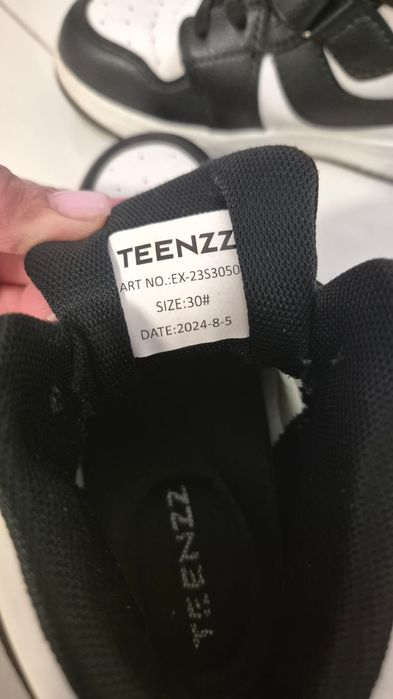 TEENZZ
ART NO.:EX-23S3050
SIZE:30#
DATE:2024-8-5
TEENZZ